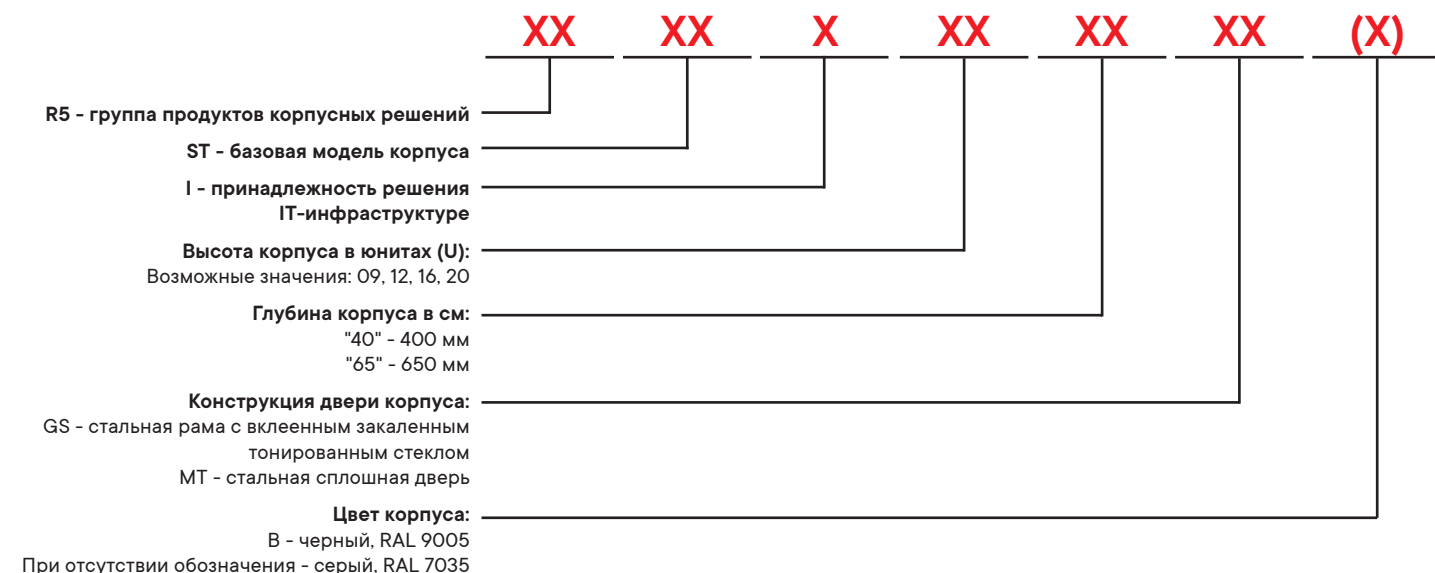 XX XX X XX XX XX (X)
R5 - группа продуктов корпусных решений
ST - базовая модель корпуса
I - принадлежность решения
IT-инфраструктуре
Высота корпуса в юнитах (U):
Возможные значения: 09, 12, 16, 20
Глубина корпуса в см:
"40" - 400 мм
"65" - 650 мм
Конструкция двери корпуса:
GS - стальная рама с вклеенным закаленным
тонированным стеклом
MT - стальная сплошная дверь
Цвет корпуса:
B - черный, RAL 9005
При отсутствии обозначения - серый, RAL 7035